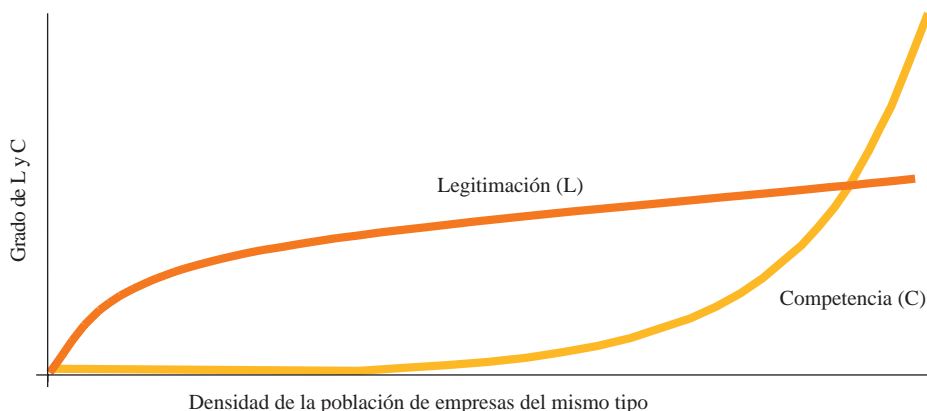 Grado de L y C
Legitimación (L)
Competencia (C)
Densidad de la población de empresas del mismo tipo